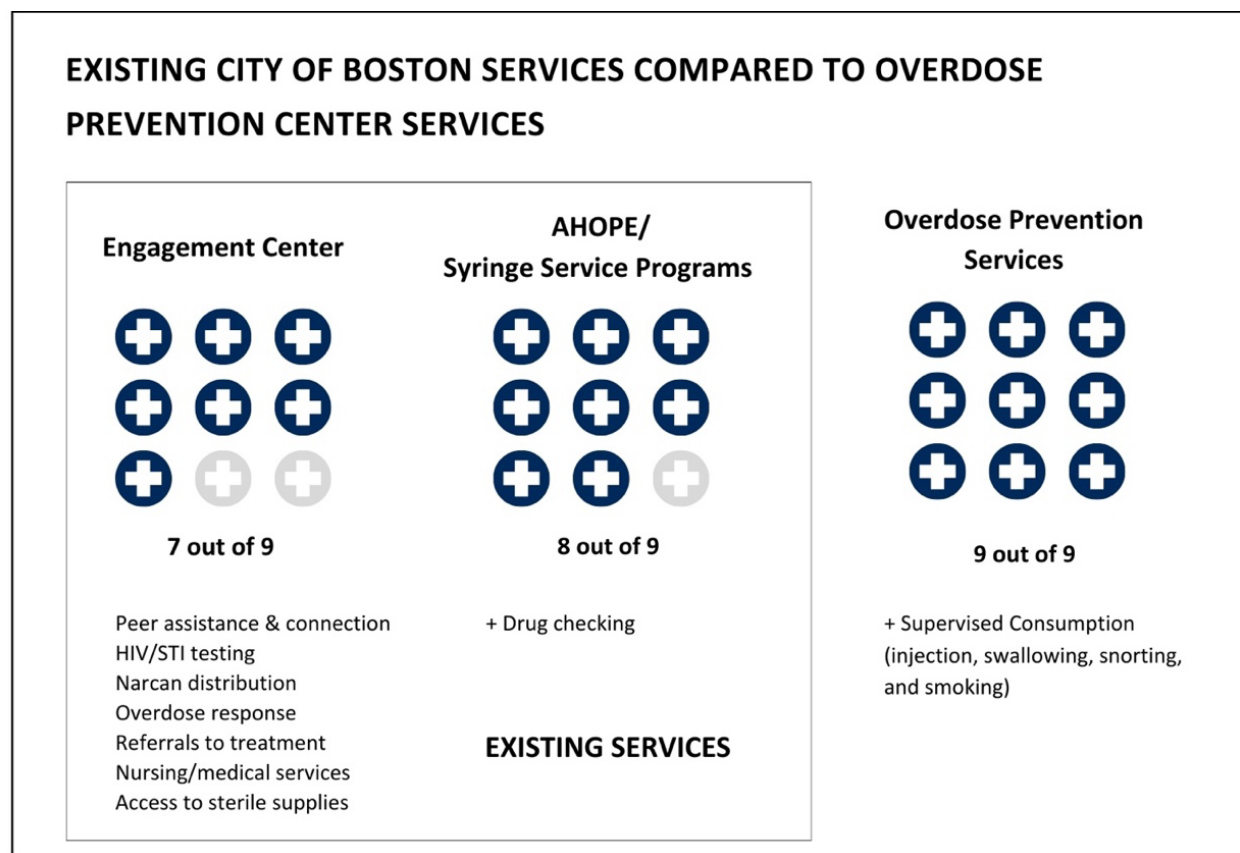 EXISTING CITY OF BOSTON SERVICES COMPARED TO OVERDOSE
PREVENTION CENTER SERVICES
Engagement Center
7 out of 9
Peer assistance & connection
HIV/STI testing
Narcan distribution
Overdose response
Referrals to treatment
Nursing/medical services
Access to sterile supplies
AHOPE/
Syringe Service Programs
8 out of 9
+ Drug checking
EXISTING SERVICES
Overdose Prevention
Services
9 out of 9
+ Supervised Consumption
(injection, swallowing, snorting,
and smoking)